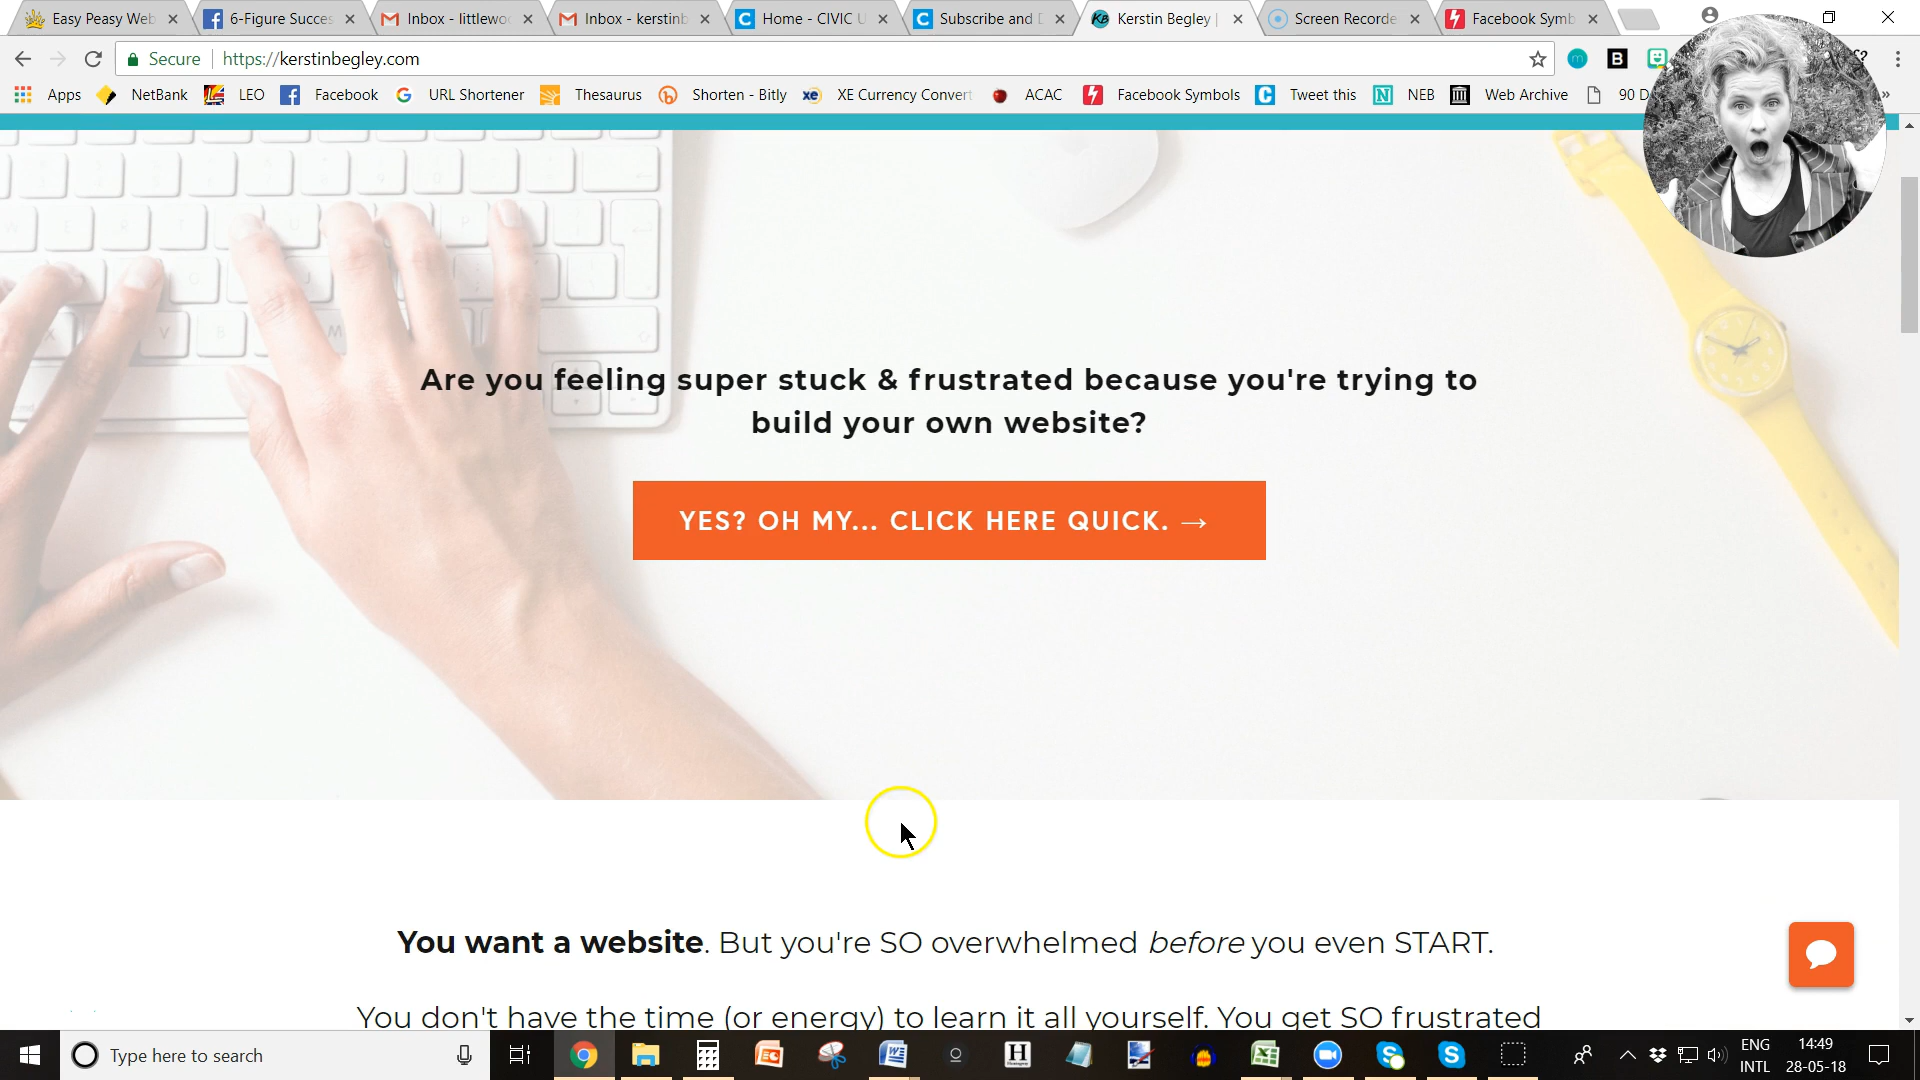 Easy Peasy Web
6-Figure Succes
Inbox - littlewoo
Inbox - kerstinb
Home - CIVIC U
Subscribe and D
Kerstin Begley |
Screen Recorde
Facebook Symb
Secure
https://kerstinbegley.com
Apps
NetBank
LEO
Facebook
URL Shortener
Thesaurus
Shorten - Bitly
XE Currency Convert
ACAC
Facebook Symbols
Tweet this
NEB
Web Archive
90 D
»
Are you feeling super stuck & frustrated because you're trying to
build your own website?
YES? OH MY... CLICK HERE QUICK. →
You want a website. But you're SO overwhelmed before you even START.
You don't have the time (or energy) to learn it all yourself. You get SO frustrated
Type here to search
ENG
INTL
14:49
28-05-18